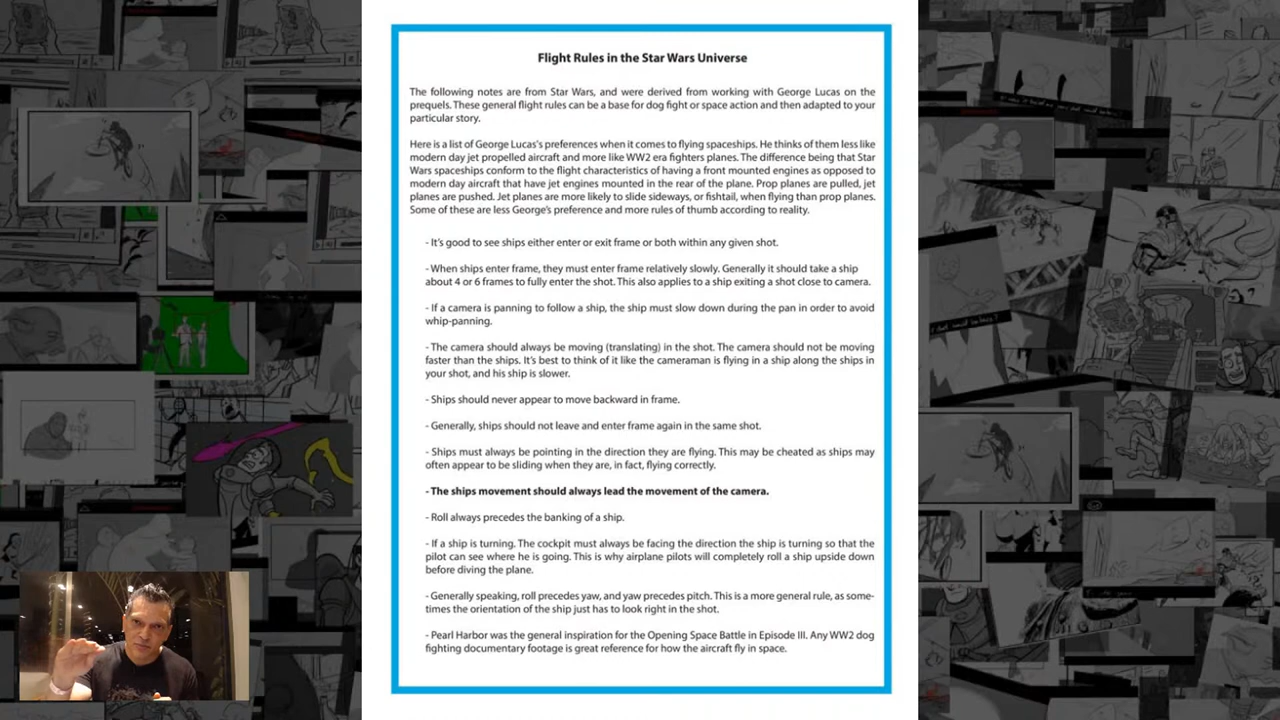 Flight Rules in the Star Wars Universe
The following notes are from Star Wars, and were derived from working with George Lucas on the
prequels. These general flight rules can be a base for dog fight or space action and then adapted to your
particular story.
Here is a list of George Lucas's preferences when it comes to flying spaceships. He thinks of them less like
modern day jet propelled aircraft and more like WW2 era fighters planes. The difference being that Star
Wars spaceships conform to the flight characteristics of having a front mounted engines as opposed to
modern day aircraft that have jet engines mounted in the rear of the plane. Prop planes are pulled, jet
planes are pushed. Jet planes are more likely to slide sideways, or fishtail, when flying than prop planes.
Some of these are less George's preference and more rules of thumb according to reality.
- It's good to see ships either enter or exit frame or both within any given shot.
- When ships enter frame, they must enter frame relatively slowly. Generally it should take a ship
about 4 or 6 frames to fully enter the shot. This also applies to a ship exiting a shot close to camera.
- If a camera is panning to follow a ship, the ship must slow down during the pan in order to avoid
whip-panning.
- The camera should always be moving (translating) in the shot. The camera should not be moving
faster than the ships. It's best to think of it like the cameraman is flying in a ship along the ships in
your shot, and his ship is slower.
- Ships should never appear to move backward in frame.
- Generally, ships should not leave and enter frame again in the same shot.
- Ships must always be pointing in the direction they are flying. This may be cheated as ships may
often appear to be sliding when they are, in fact, flying correctly.
- The ships movement should always lead the movement of the camera.
- Roll always precedes the banking of a ship.
- If a ship is turning. The cockpit must always be facing the direction the ship is turning so that the
pilot can see where he is going. This is why airplane pilots will completely roll a ship upside down
before diving the plane.
- Generally speaking, roll precedes yaw, and yaw precedes pitch. This is a more general rule, as some-
times the orientation of the ship just has to look right in the shot.
- Pearl Harbor was the general inspiration for the Opening Space Battle in Episode III. Any WW2 dog
fighting documentary footage is great reference for how the aircraft fly in space.